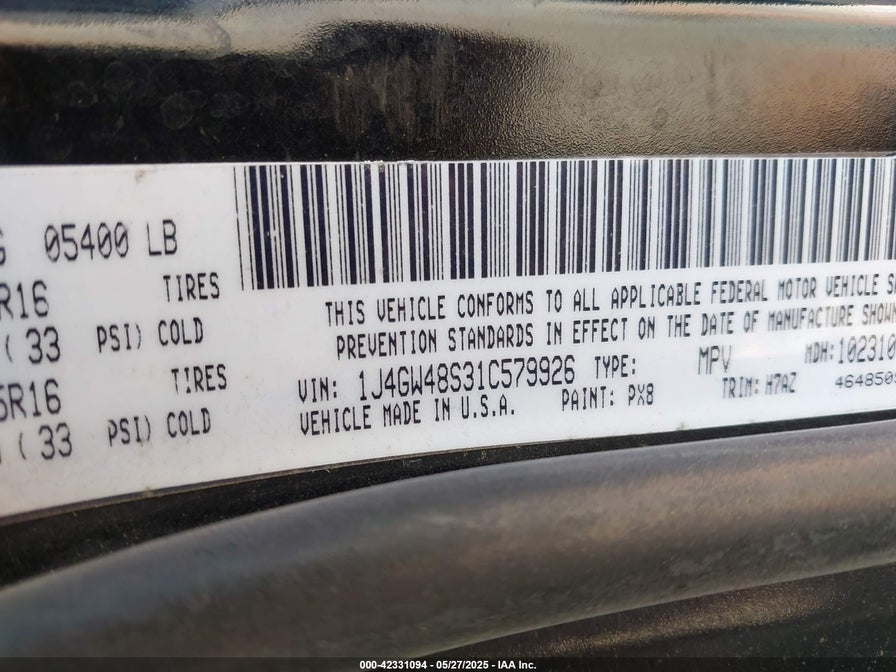 05400 LB
R16 TIRES
(33 PSI) COLD
5R16 TIRES
(33 PSI) COLD
THIS VEHICLE CONFORMS TO ALL APPLICABLE FEDERAL MOTOR VEHICLE
PREVENTION STANDARDS IN EFFECT ON THE DATE OF MANUFACTURE SHOWN
VIN: 1J4GW48S31C579926 TYPE: MPV MDH:102310
VEHICLE MADE IN U.S.A. PAINT: PX8 TRIM: H7AZ 464850
000-42331094 - 05/27/2025 - IAA Inc.